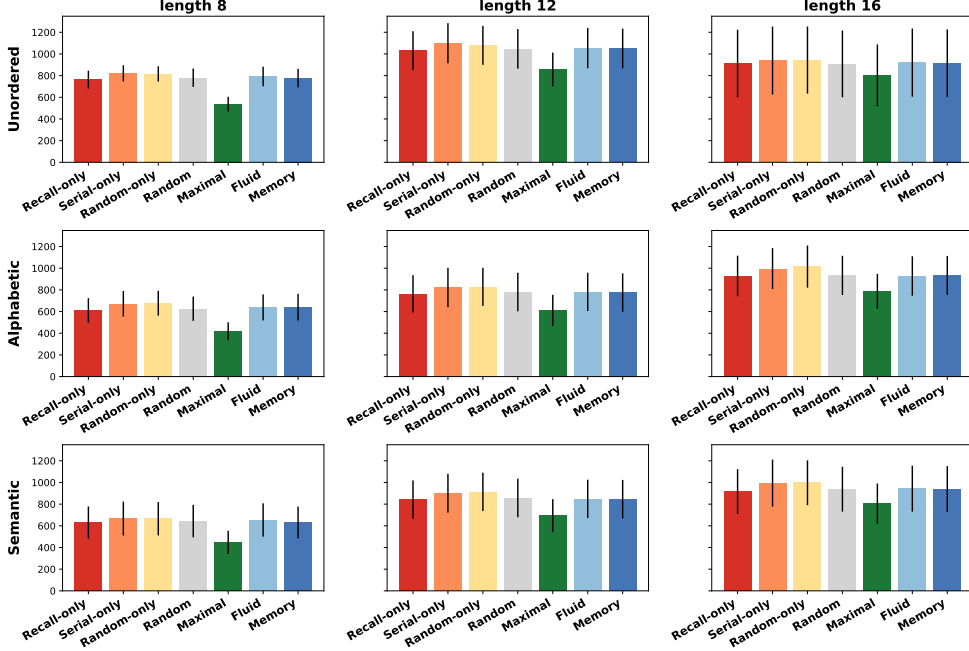 length 8
length 12
length 16
Unordered
1200
1000
800
600
400
200
0
Recall-only
Serial-only
Random-only
Random
Maximal
Fluid
Memory
Recall-only
Serial-only
Random-only
Random
Maximal
Fluid
Memory
Recall-only
Serial-only
Random-only
Random
Maximal
Fluid
Memory
Alphabetic
1200
1000
800
600
400
200
0
Recall-only
Serial-only
Random-only
Random
Maximal
Fluid
Memory
Recall-only
Serial-only
Random-only
Random
Maximal
Fluid
Memory
Recall-only
Serial-only
Random-only
Random
Maximal
Fluid
Memory
Semantic
1200
1000
800
600
400
200
0
Recall-only
Serial-only
Random-only
Random
Maximal
Fluid
Memory
Recall-only
Serial-only
Random-only
Random
Maximal
Fluid
Memory
Recall-only
Serial-only
Random-only
Random
Maximal
Fluid
Memory